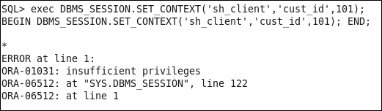 SQL> exec DBMS_SESSION.SET_CONTEXT('sh_client','cust_id',101);
BEGIN DBMS_SESSION.SET_CONTEXT('sh_client','cust_id',101); END;
*
ERROR at line 1:
ORA-01031: insufficient privileges
ORA-06512: at "SYS.DBMS_SESSION", line 122
ORA-06512: at line 1